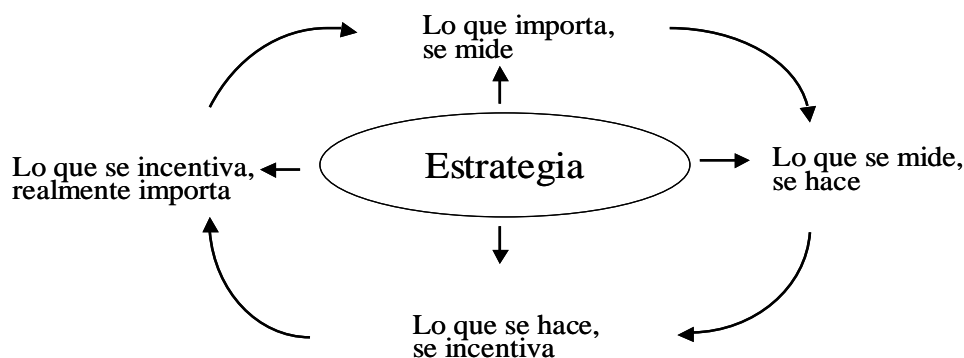 Lo que importa,
se mide
Lo que se incentiva,
realmente importa
Estrategia
Lo que se mide,
se hace
Lo que se hace,
se incentiva